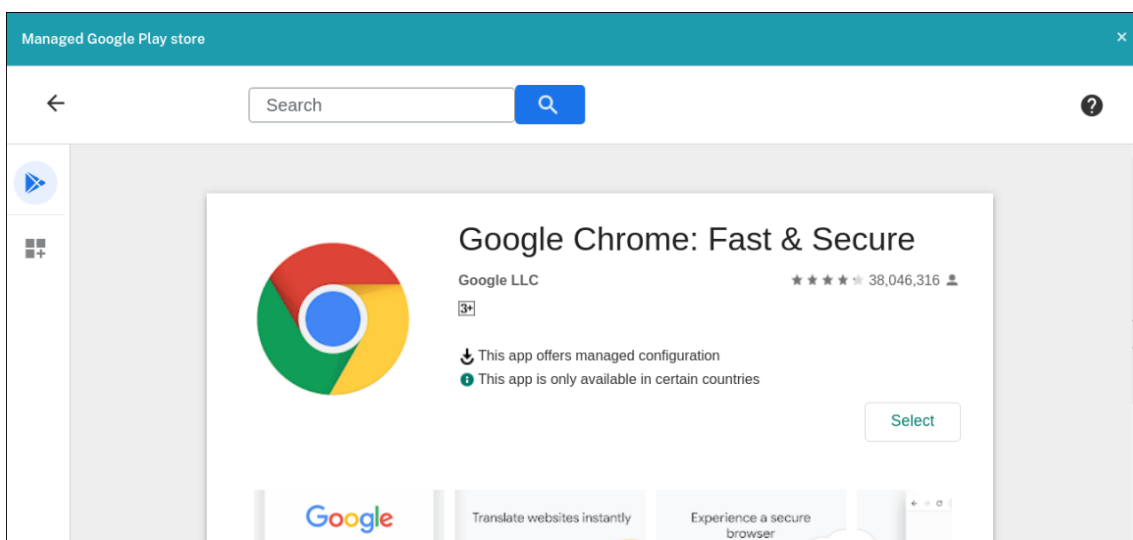 Managed Google Play store
Search
Google Chrome: Fast & Secure
Google LLC
38,046,316
3+
This app offers managed configuration
This app is only available in certain countries
Select
Google
Translate websites instantly
Experience a secure
browser